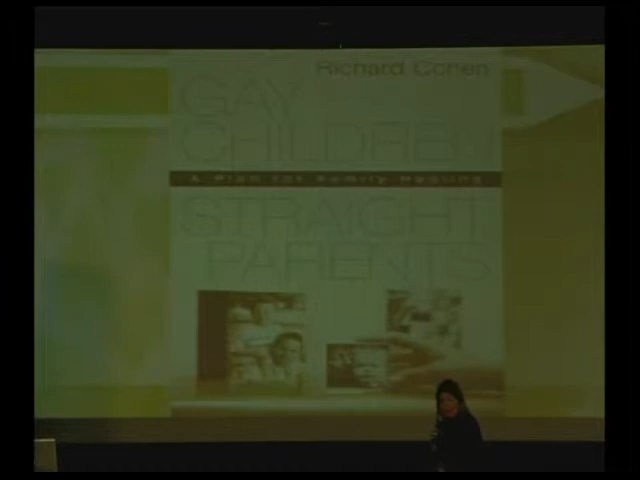 Richard Cohen
GAY
CHILDREN
A Plan for Family Healing
STRAIGHT
PARENTS